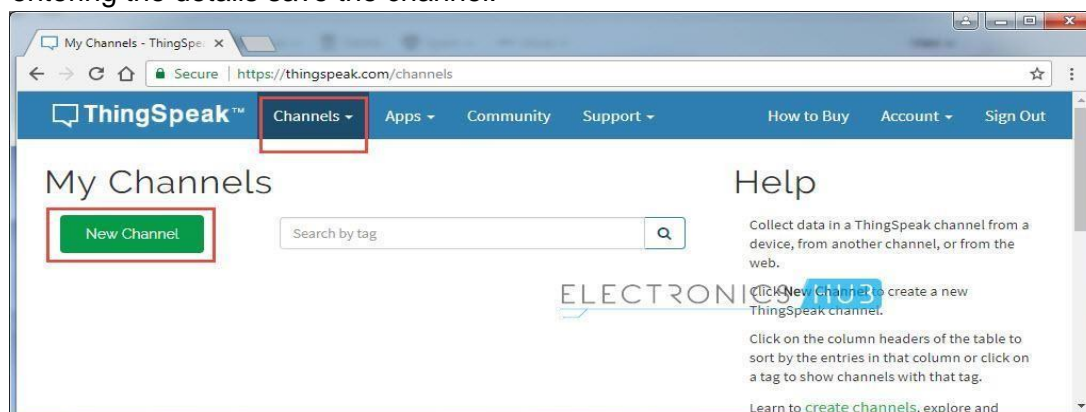 entering the details save the channel.
My Channels - ThingSpe
Secure | https://thingspeak.com/channels
ThingSpeak™ Channels Apps Community Support How to Buy Account Sign Out
My Channels
New Channel
Search by tag
Help
Collect data in a ThingSpeak channel from a
device, from another channel, or from the
web.
Click New Channel to create a new
ThingSpeak channel.
ELECTRONICS HUB
Click on the column headers of the table to
sort by the entries in that column or click on
a tag to show channels with that tag.
Learn to create channels, explore and